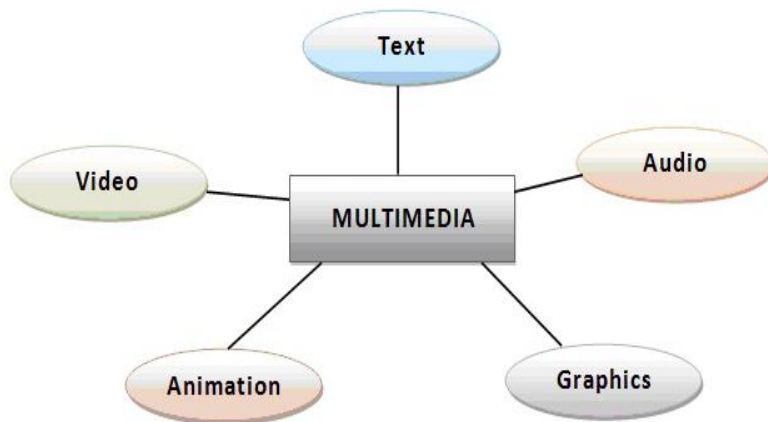 Text
Audio
Video
MULTIMEDIA
Graphics
Animation